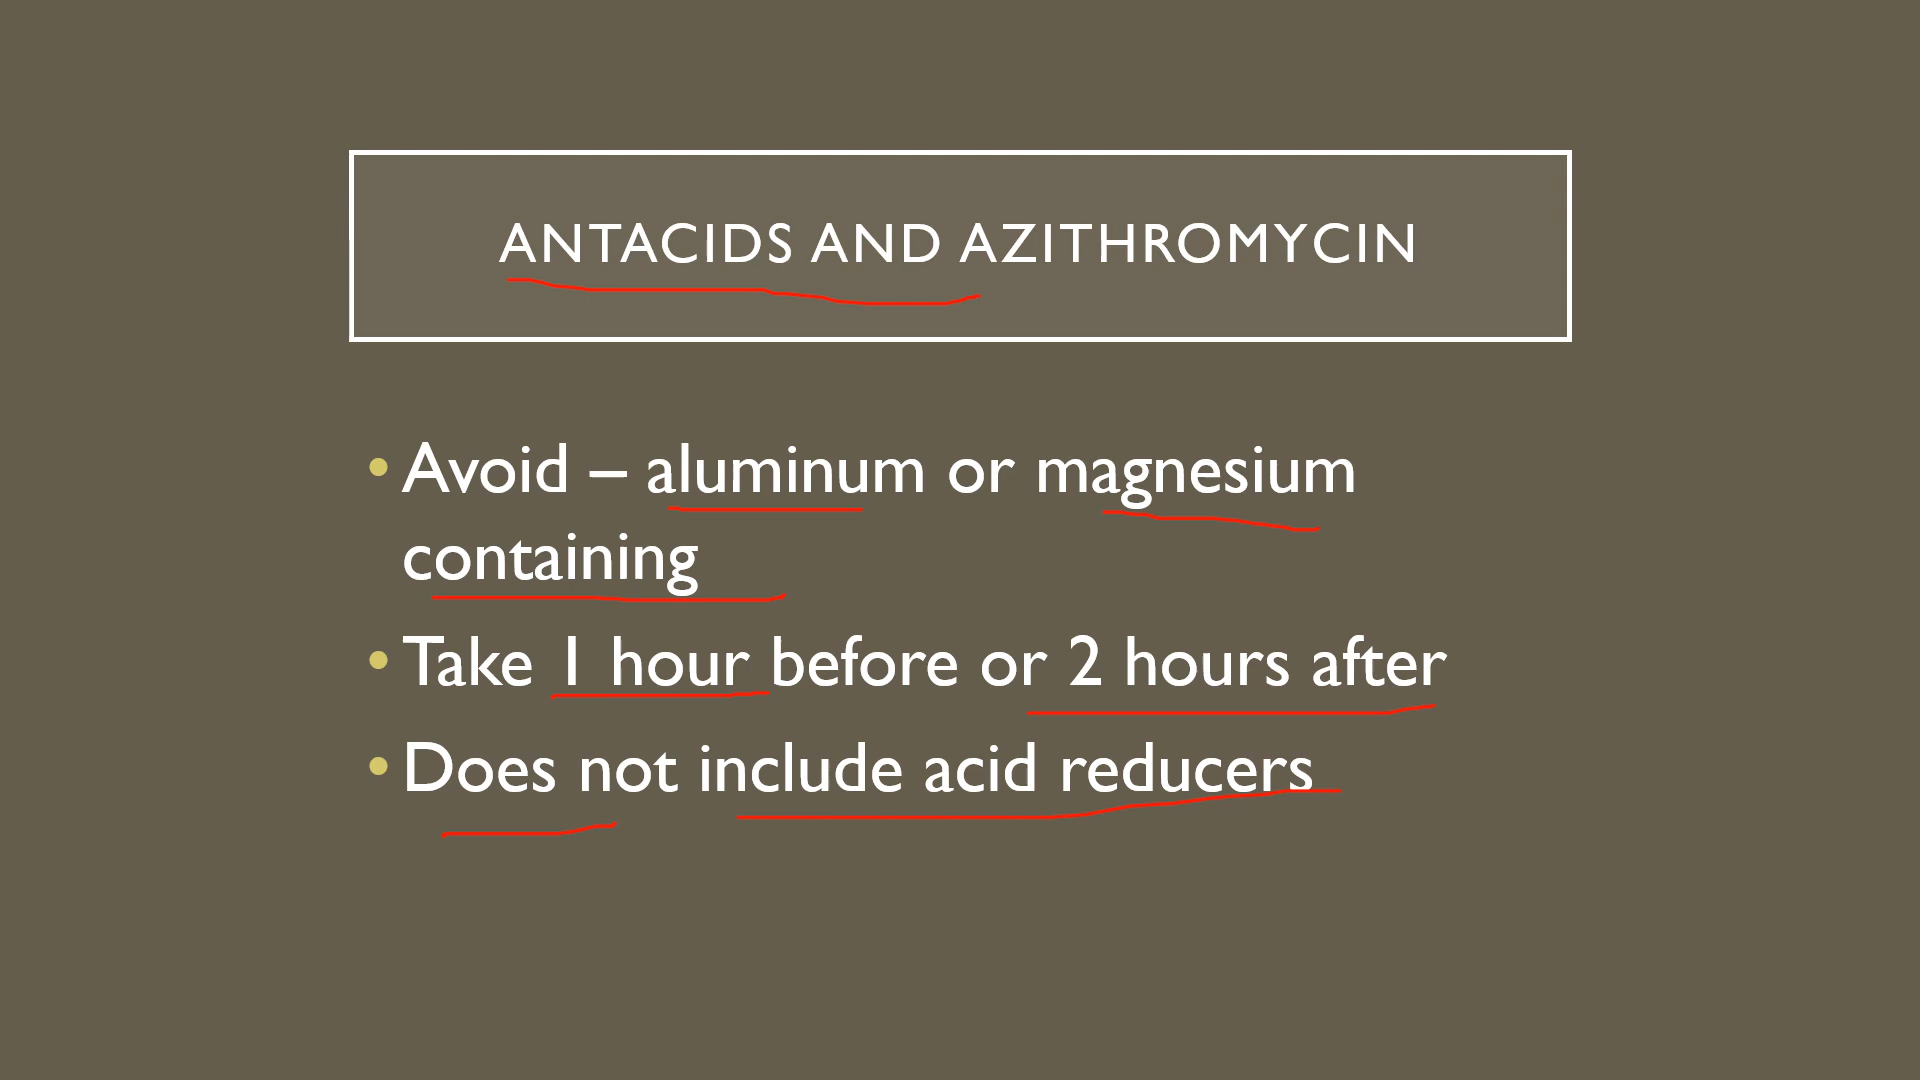 ANTACIDS AND AZITHROMYCIN
• Avoid – aluminum or magnesium
containing
• Take 1 hour before or 2 hours after
• Does not include acid reducers